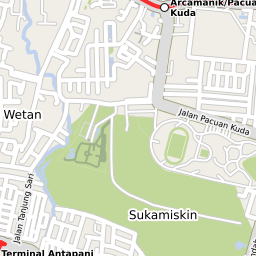 Arcamanik/Pacua
Kuda
Jalan Pacuan Kuda
Wetan
Jalan Tanjung Sari
Sukamiskin
Terminal Antapani